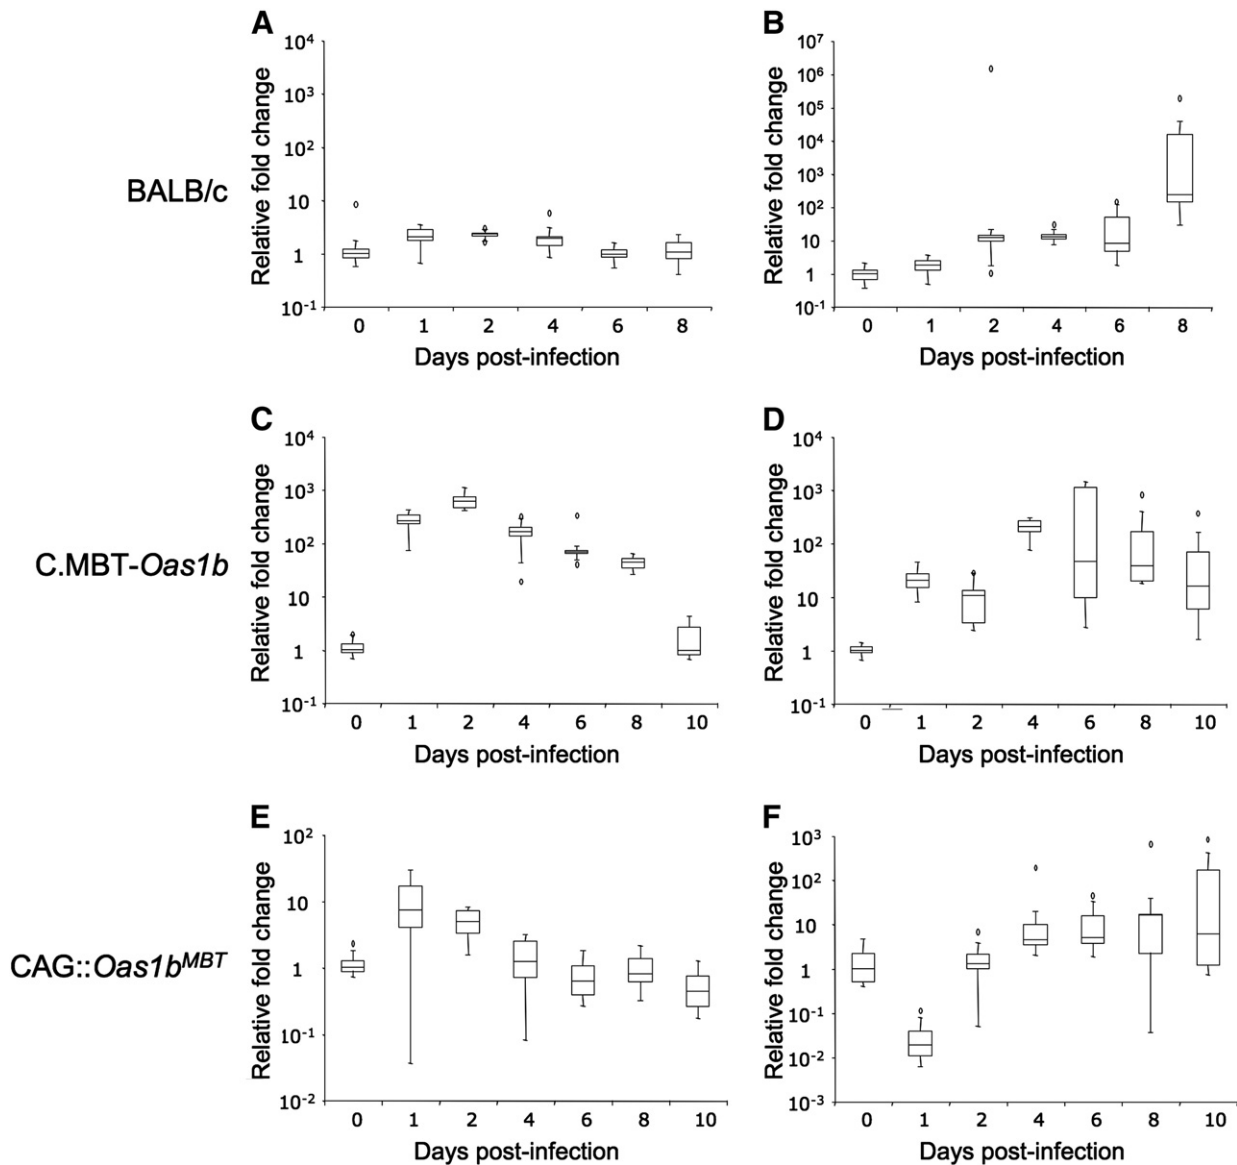 A
B
BALB/c
Relative fold change
10⁴
10³
10²
10
1
10⁻¹
0 1 2 4 6 8
Days post-infection
Relative fold change
10⁷
10⁶
10⁵
10⁴
10³
10²
10
1
10⁻¹
0 1 2 4 6 8
Days post-infection
C
D
C.MBT-Oas1b
Relative fold change
10⁴
10³
10²
10
1
10⁻¹
0 1 2 4 6 8 10
Days post-infection
Relative fold change
10⁴
10³
10²
10
1
10⁻¹
0 1 2 4 6 8 10
Days post-infection
E
F
CAG::Oas1bᴹᴮᵀ
Relative fold change
10²
10
1
10⁻¹
10⁻²
0 1 2 4 6 8 10
Days post-infection
Relative fold change
10³
10²
10
1
10⁻¹
10⁻²
10⁻³
0 1 2 4 6 8 10
Days post-infection